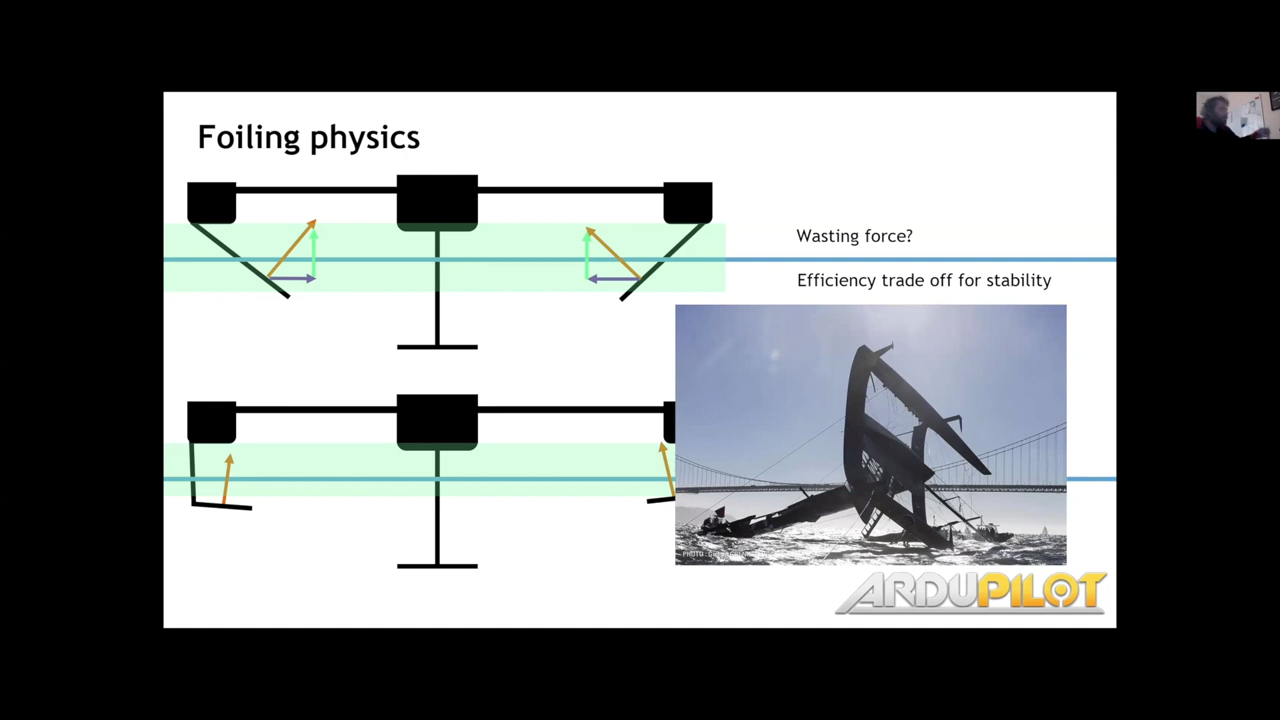 Foiling physics
Wasting force?
Efficiency trade off for stability
ARDUPILOT